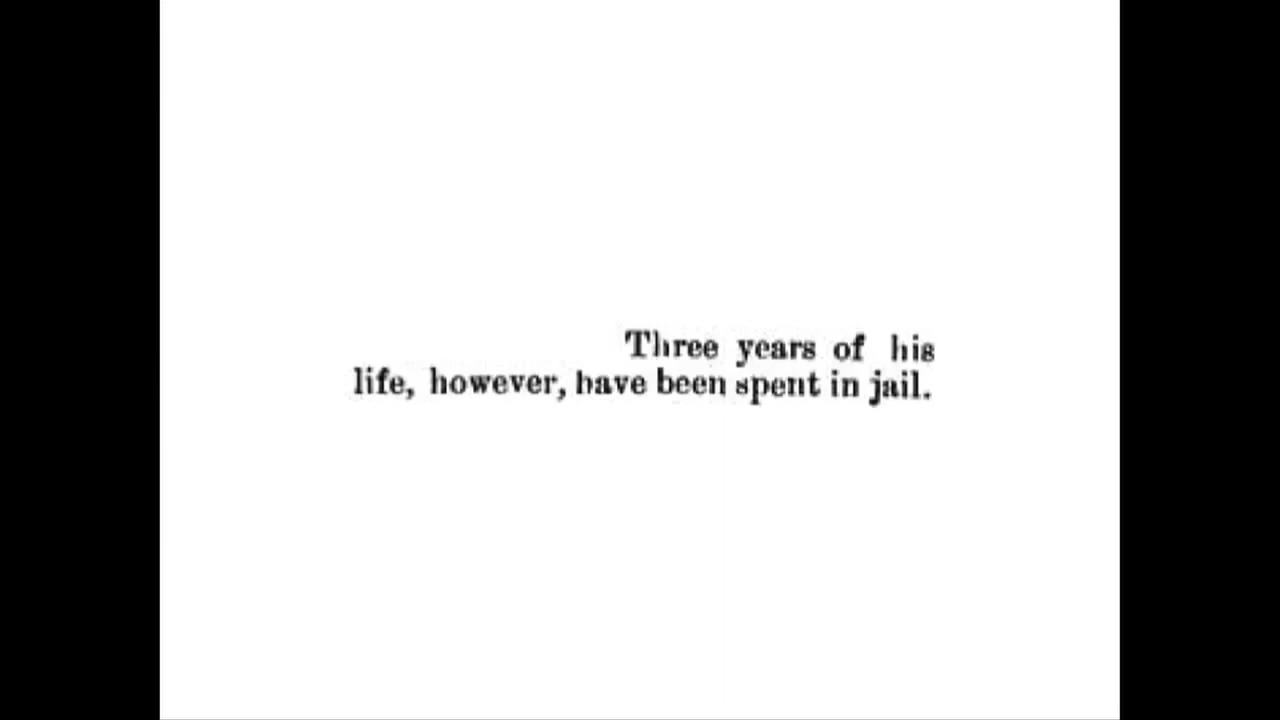 Three years of his
life, however, have been spent in jail.